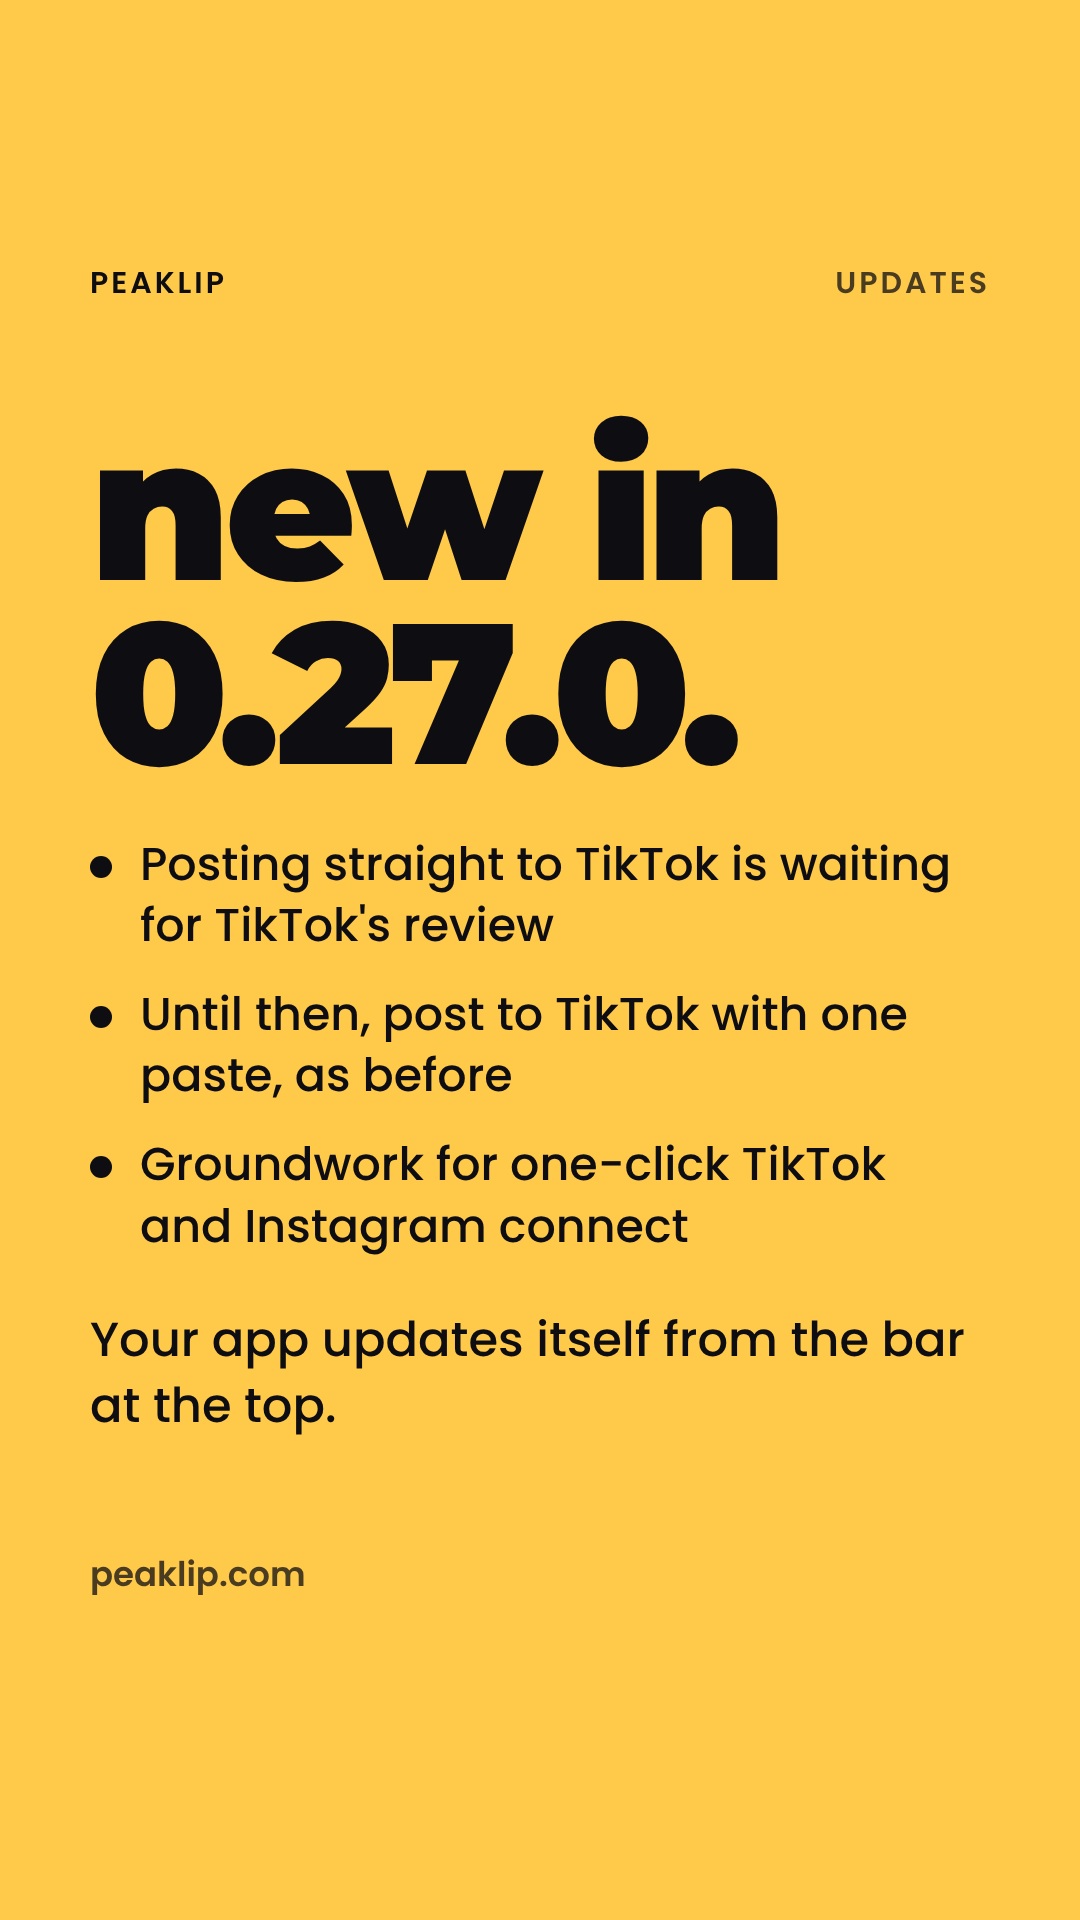 PEAKLIP
UPDATES
new in
0.27.0.
Posting straight to TikTok is waiting
for TikTok's review
Until then, post to TikTok with one
paste, as before
Groundwork for one-click TikTok
and Instagram connect
Your app updates itself from the bar
at the top.
peaklip.com